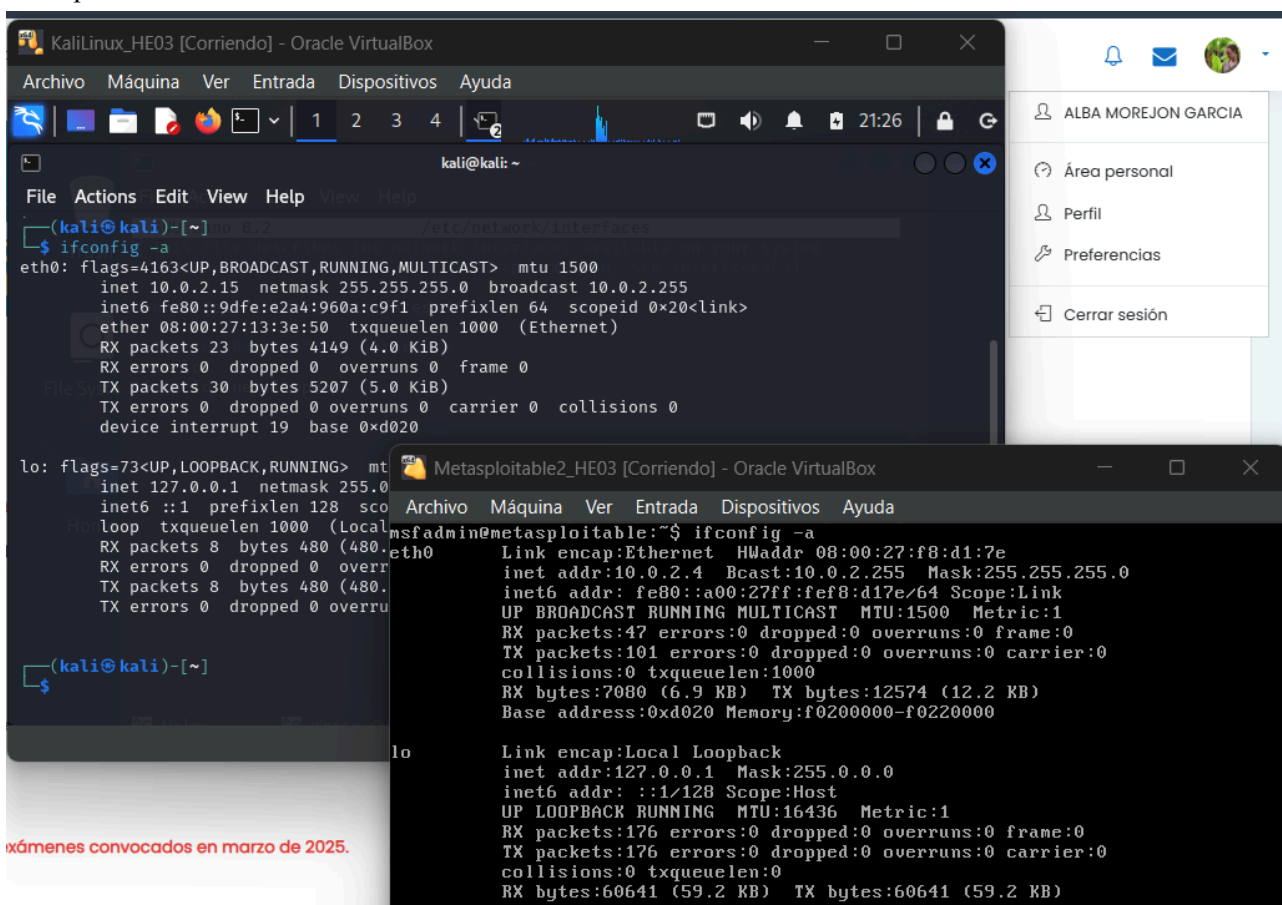 KaliLinux_HE03 [Corriendo] - Oracle VirtualBox
Archivo Máquina Ver Entrada Dispositivos Ayuda
1 2 3 4 2 21:26
kali@kali: ~
File Actions Edit View Help
(kali㉿kali)-[~]
$ ifconfig -a
eth0: flags=4163<UP,BROADCAST,RUNNING,MULTICAST> mtu 1500
inet 10.0.2.15 netmask 255.255.255.0 broadcast 10.0.2.255
inet6 fe80::9dfe:e2a4:960a:c9f1 prefixlen 64 scopeid 0×20<link>
ether 08:00:27:13:3e:50 txqueuelen 1000 (Ethernet)
RX packets 23 bytes 4149 (4.0 KiB)
RX errors 0 dropped 0 overruns 0 frame 0
TX packets 30 bytes 5207 (5.0 KiB)
TX errors 0 dropped 0 overruns 0 carrier 0 collisions 0
device interrupt 19 base 0×d020
lo: flags=73<UP,LOOPBACK,RUNNING> mt
inet 127.0.0.1 netmask 255.0
inet6 ::1 prefixlen 128 sco
loop txqueuelen 1000 (Local
RX packets 8 bytes 480 (480.
RX errors 0 dropped 0 overr
TX packets 8 bytes 480 (480.
TX errors 0 dropped 0 overru
(kali㉿kali)-[~]
$
ALBA MOREJON GARCIA
Área personal
Perfil
Preferencias
Cerrar sesión
Metasploitable2_HE03 [Corriendo] - Oracle VirtualBox
Archivo Máquina Ver Entrada Dispositivos Ayuda
msfadmin@metasploitable:~$ ifconfig -a
eth0 Link encap:Ethernet HWaddr 08:00:27:f8:d1:7e
inet addr:10.0.2.4 Bcast:10.0.2.255 Mask:255.255.255.0
inet6 addr: fe80::a00:27ff:fef8:d17e/64 Scope:Link
UP BROADCAST RUNNING MULTICAST MTU:1500 Metric:1
RX packets:47 errors:0 dropped:0 overruns:0 frame:0
TX packets:101 errors:0 dropped:0 overruns:0 carrier:0
collisions:0 txqueuelen:1000
RX bytes:7080 (6.9 KB) TX bytes:12574 (12.2 KB)
Base address:0xd020 Memory:f0200000-f0220000
lo Link encap:Local Loopback
inet addr:127.0.0.1 Mask:255.0.0.0
inet6 addr: ::1/128 Scope:Host
UP LOOPBACK RUNNING MTU:16436 Metric:1
RX packets:176 errors:0 dropped:0 overruns:0 frame:0
TX packets:176 errors:0 dropped:0 overruns:0 carrier:0
collisions:0 txqueuelen:0
RX bytes:60641 (59.2 KB) TX bytes:60641 (59.2 KB)
xámenes convocados en marzo de 2025.